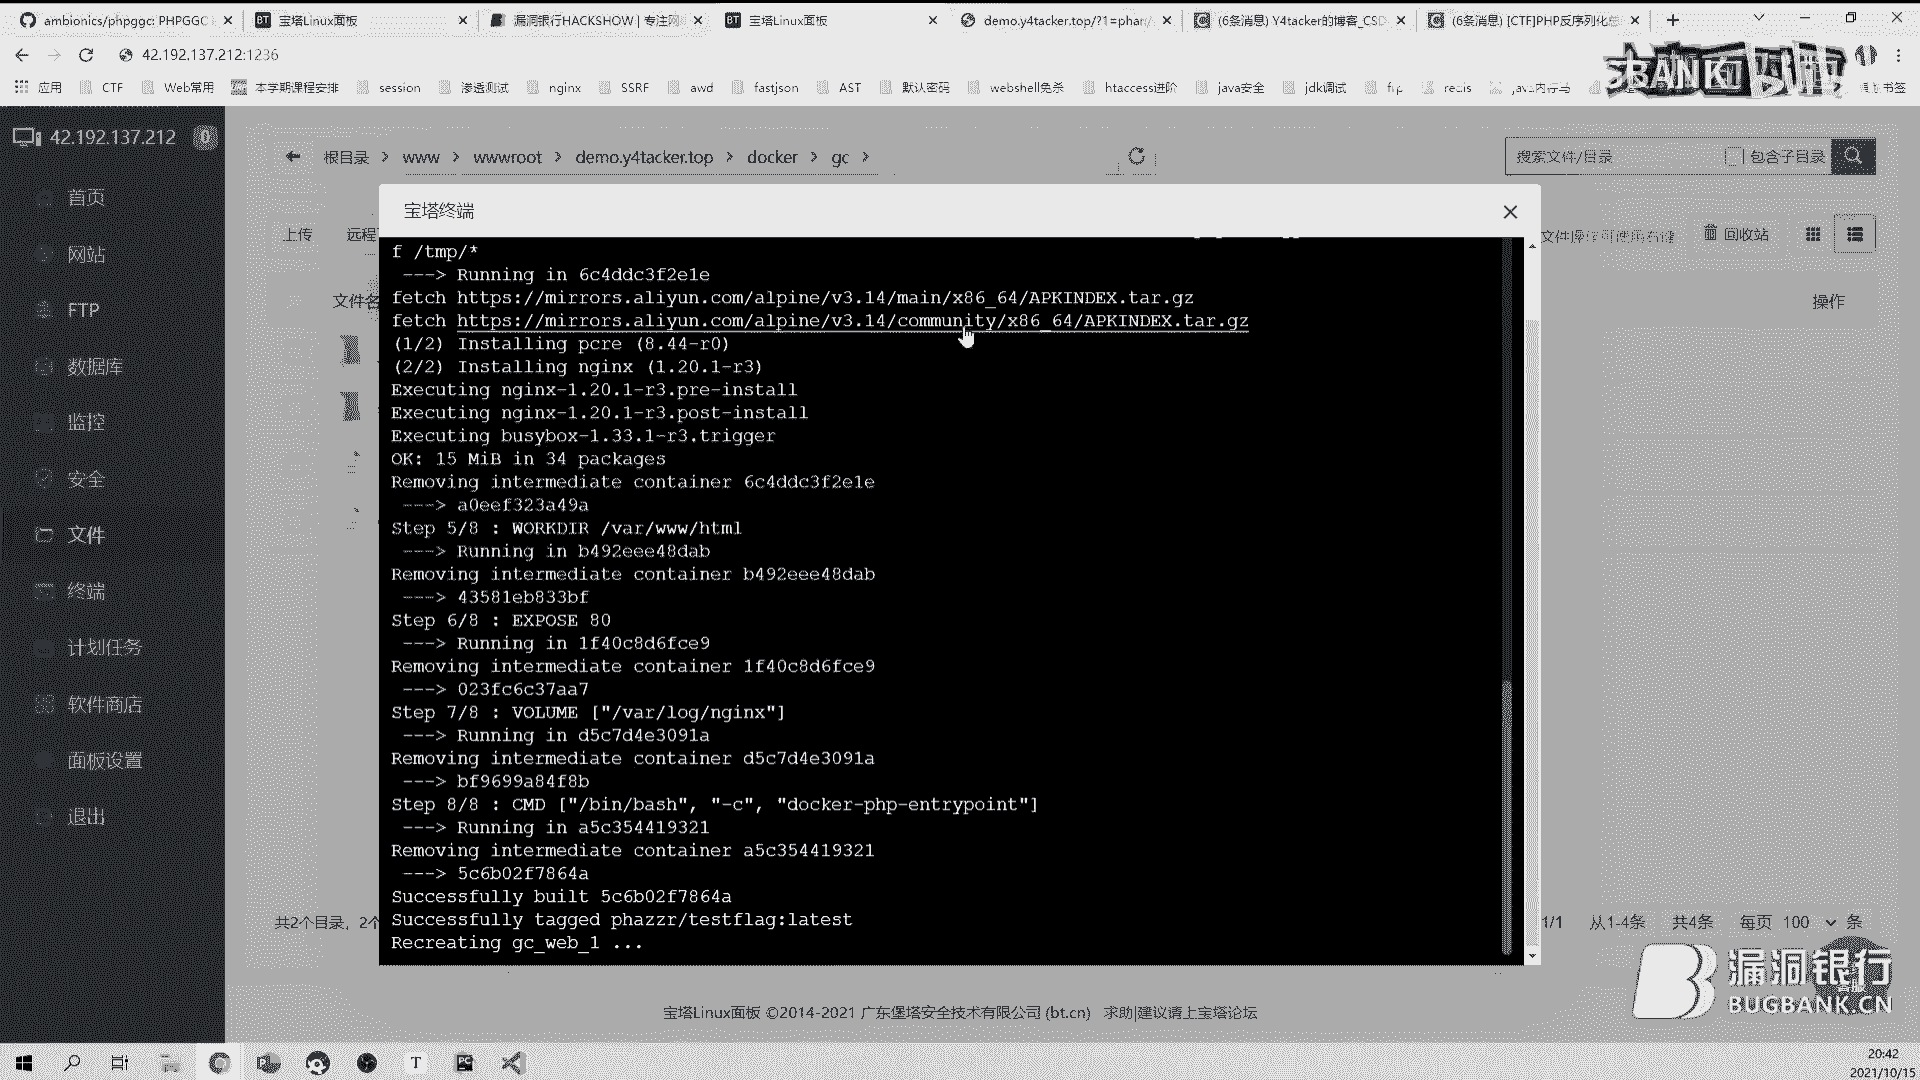 ambionics/phpggc: PHPGGC i
宝塔Linux面板
漏洞银行HACKSHOW | 专注网
宝塔Linux面板
demo.y4tacker.top/?1=phar/
(6条消息) Y4tacker的博客_CSD
(6条消息) [CTF]PHP反序列化总
42.192.137.212:1236
应用 CTF Web常用 本学期课程安排 session 渗透测试 nginx SSRF awd fastjson AST 默认密码 webshell免杀 htaccess进阶 java安全 jdk调试 redis java内存马
42.192.137.212 0
根目录 > www > wwwroot > demo.y4tacker.top > docker > gc >
搜索文件/目录 包含子目录
首页
网站
FTP
数据库
监控
安全
文件
终端
计划任务
软件商店
面板设置
退出
上传 远程
回收站
文件名
操作
宝塔终端
f /tmp/*
---> Running in 6c4ddc3f2e1e
fetch https://mirrors.aliyun.com/alpine/v3.14/main/x86_64/APKINDEX.tar.gz
fetch https://mirrors.aliyun.com/alpine/v3.14/community/x86_64/APKINDEX.tar.gz
(1/2) Installing pcre (8.44-r0)
(2/2) Installing nginx (1.20.1-r3)
Executing nginx-1.20.1-r3.pre-install
Executing nginx-1.20.1-r3.post-install
Executing busybox-1.33.1-r3.trigger
OK: 15 MiB in 34 packages
Removing intermediate container 6c4ddc3f2e1e
---> a0eef323a49a
Step 5/8 : WORKDIR /var/www/html
---> Running in b492eee48dab
Removing intermediate container b492eee48dab
---> 43581eb833bf
Step 6/8 : EXPOSE 80
---> Running in 1f40c8d6fce9
Removing intermediate container 1f40c8d6fce9
---> 023fc6c37aa7
Step 7/8 : VOLUME ["/var/log/nginx"]
---> Running in d5c7d4e3091a
Removing intermediate container d5c7d4e3091a
---> bf9699a84f8b
Step 8/8 : CMD ["/bin/bash", "-c", "docker-php-entrypoint"]
---> Running in a5c354419321
Removing intermediate container a5c354419321
---> 5c6b02f7864a
Successfully built 5c6b02f7864a
Successfully tagged phazzr/testflag:latest
Recreating gc_web_1 ...
共2个目录，2个
1/1 从1-4条 共4条 每页 100 条
漏洞银行
BUGBANK.CN
宝塔Linux面板 ©2014-2021 广东堡塔安全技术有限公司 (bt.cn) 求助|建议请上宝塔论坛
20:42
2021/10/15